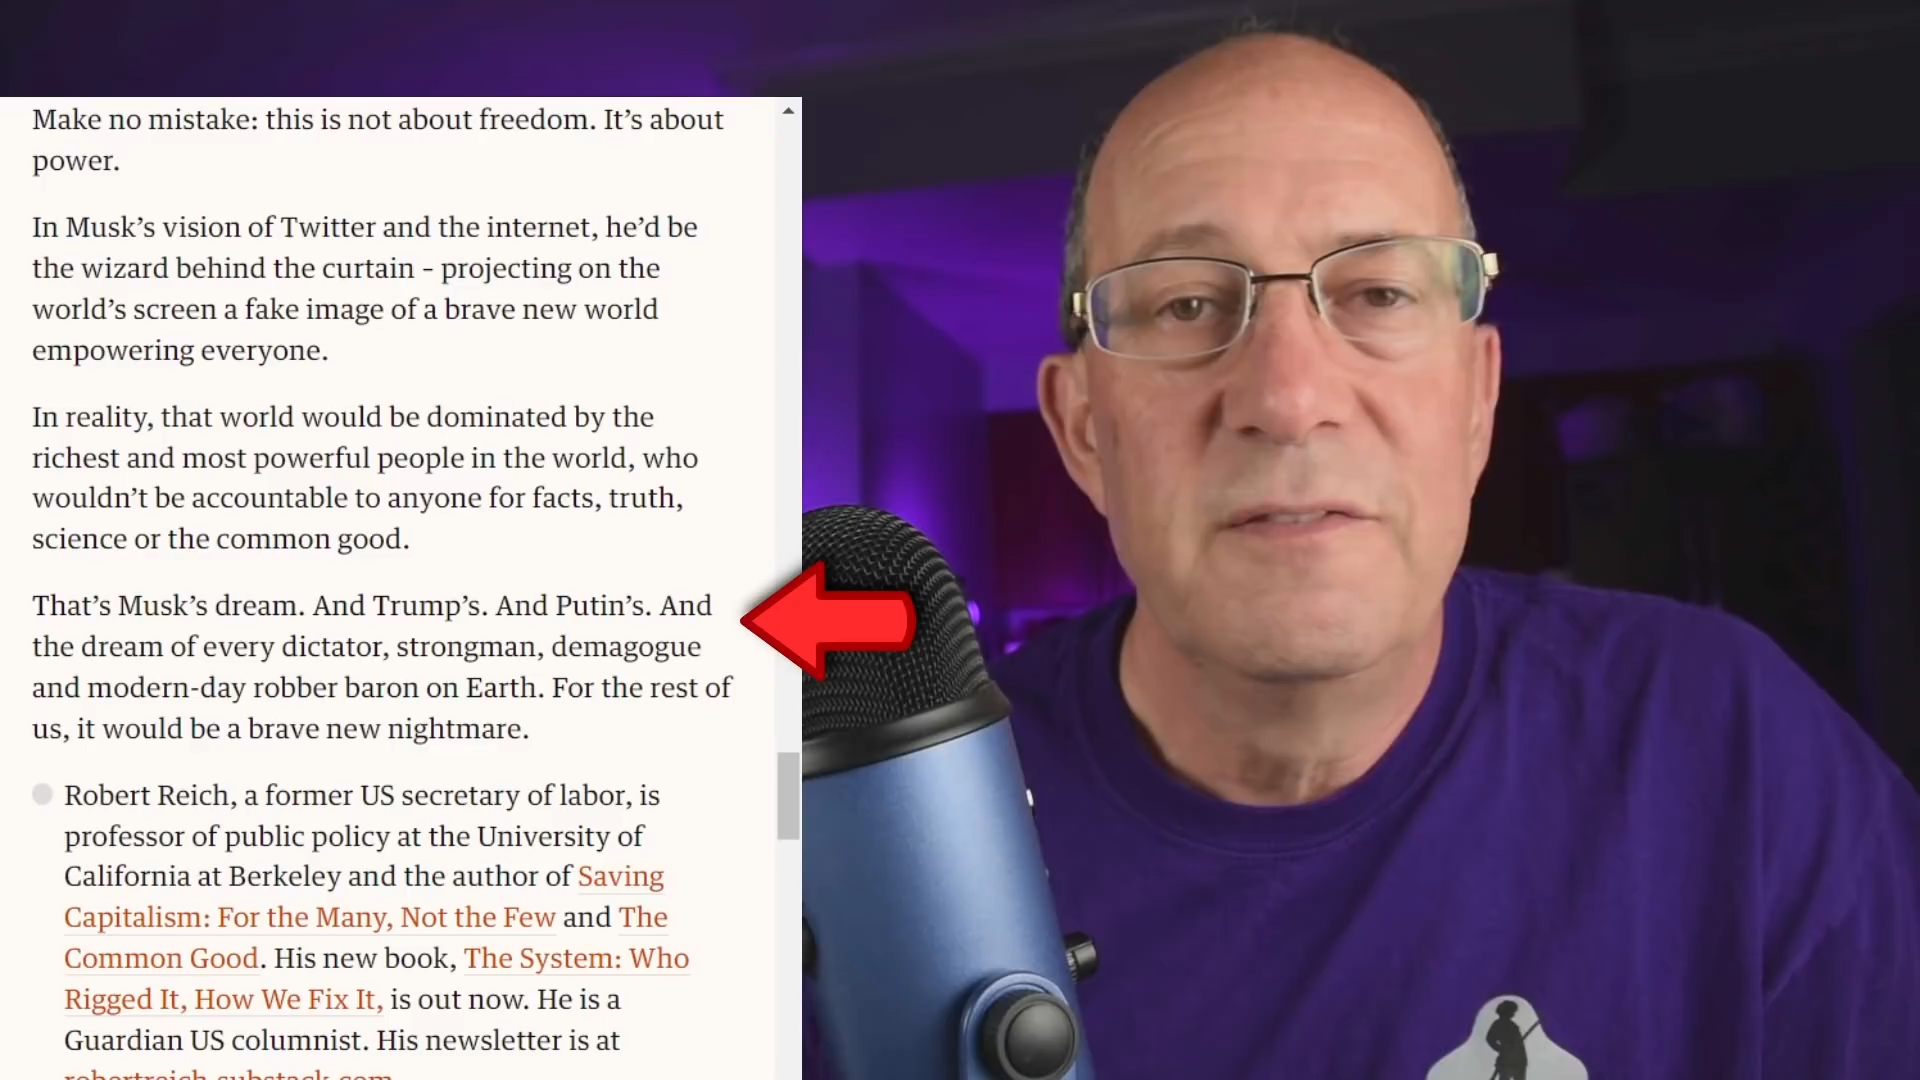 Make no mistake: this is not about freedom. It’s about
power.
In Musk’s vision of Twitter and the internet, he’d be
the wizard behind the curtain – projecting on the
world’s screen a fake image of a brave new world
empowering everyone.
In reality, that world would be dominated by the
richest and most powerful people in the world, who
wouldn’t be accountable to anyone for facts, truth,
science or the common good.
That’s Musk’s dream. And Trump’s. And Putin’s. And
the dream of every dictator, strongman, demagogue
and modern-day robber baron on Earth. For the rest of
us, it would be a brave new nightmare.
Robert Reich, a former US secretary of labor, is
professor of public policy at the University of
California at Berkeley and the author of Saving
Capitalism: For the Many, Not the Few and The
Common Good. His new book, The System: Who
Rigged It, How We Fix It, is out now. He is a
Guardian US columnist. His newsletter is at
robertreich.substack.com